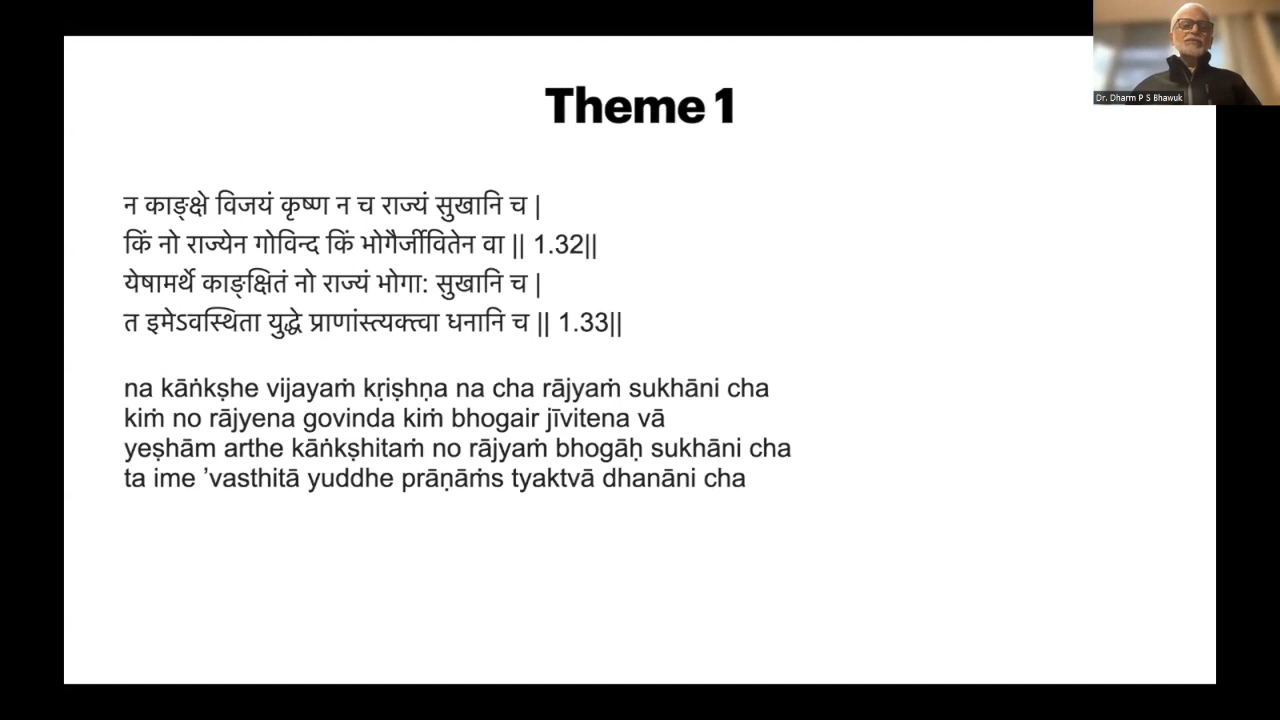 Theme 1
न काङ्क्षे विजयं कृष्ण न च राज्यं सुखानि च |
किं नो राज्येन गोविन्द किं भोगैर्जीवितेन वा || 1.32||
येषामर्थे काङ्क्षितं नो राज्यं भोगा: सुखानि च |
त इमेऽवस्थिता युद्धे प्राणांस्त्यक्त्वा धनानि च || 1.33||
na kāṅkṣhe vijayaṁ kṛiṣhṇa na cha rājyaṁ sukhāni cha
kiṁ no rājyena govinda kiṁ bhogair jīvitena vā
yeṣhām arthe kāṅkṣhitaṁ no rājyaṁ bhogāḥ sukhāni cha
ta ime ’vasthitā yuddhe prāṇāṁs tyaktvā dhanāni cha
Dr. Dharm P S Bhawuk